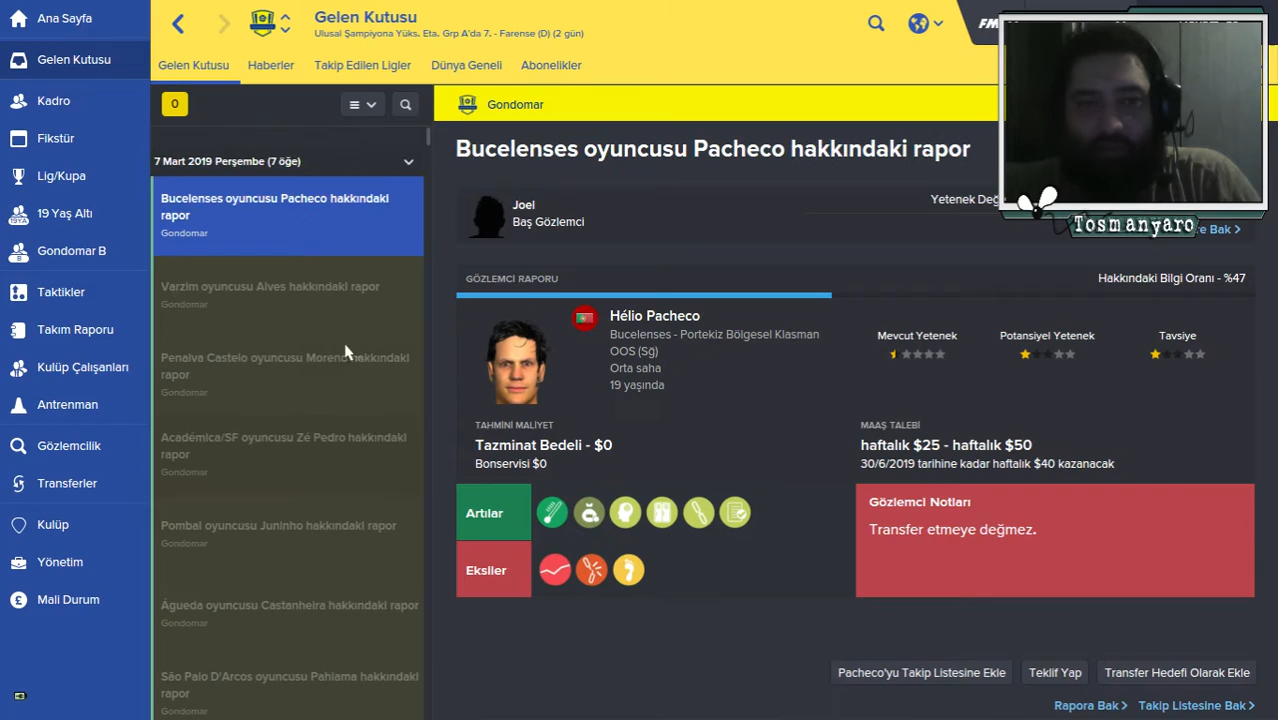 Ana Sayfa
Gelen Kutusu
Kadro
Fikstür
Lig/Kupa
19 Yaş Altı
Gondomar B
Taktikler
Takım Raporu
Kulüp Çalışanları
Antrenman
Gözlemcilik
Transferler
Kulüp
Yönetim
Mali Durum
Gelen Kutusu
Ulusal Şampiyona Yüks. Eta. Grp A'da 7. - Farense (D) (2 gün)
FM
Gelen Kutusu
Haberler
Takip Edilen Ligler
Dünya Geneli
Abonelikler
0
7 Mart 2019 Perşembe (7 öğe)
Bucelenses oyuncusu Pacheco hakkındaki
rapor
Gondomar
Varzim oyuncusu Alves hakkındaki rapor
Gondomar
Penalva Castelo oyuncusu Moreno hakkındaki
rapor
Gondomar
Académica/SF oyuncusu Zé Pedro hakkındaki
rapor
Gondomar
Pombal oyuncusu Juninho hakkındaki rapor
Gondomar
Águeda oyuncusu Castanheira hakkındaki rapor
Gondomar
São Paio D'Arcos oyuncusu Pahiama hakkındaki
rapor
Gondomar
Gondomar
Bucelenses oyuncusu Pacheco hakkındaki rapor
Joel
Baş Gözlemci
Yetenek
Bak
Tosmanyaro
GÖZLEMCİ RAPORU
Hakkındaki Bilgi Oranı - %47
Hélio Pacheco
Bucelenses - Portekiz Bölgesel Klasman
OOS (Sğ)
Orta saha
19 yaşında
Mevcut Yetenek
Potansiyel Yetenek
Tavsiye
TAHMİNİ MALİYET
Tazminat Bedeli - $0
Bonservisi $0
MAAŞ TALEBİ
haftalık $25 - haftalık $50
30/6/2019 tarihine kadar haftalık $40 kazanacak
Artılar
Eksiler
Gözlemci Notları
Transfer etmeye değmez.
Pacheco'yu Takip Listesine Ekle
Teklif Yap
Transfer Hedefi Olarak Ekle
Rapora Bak
Takip Listesine Bak